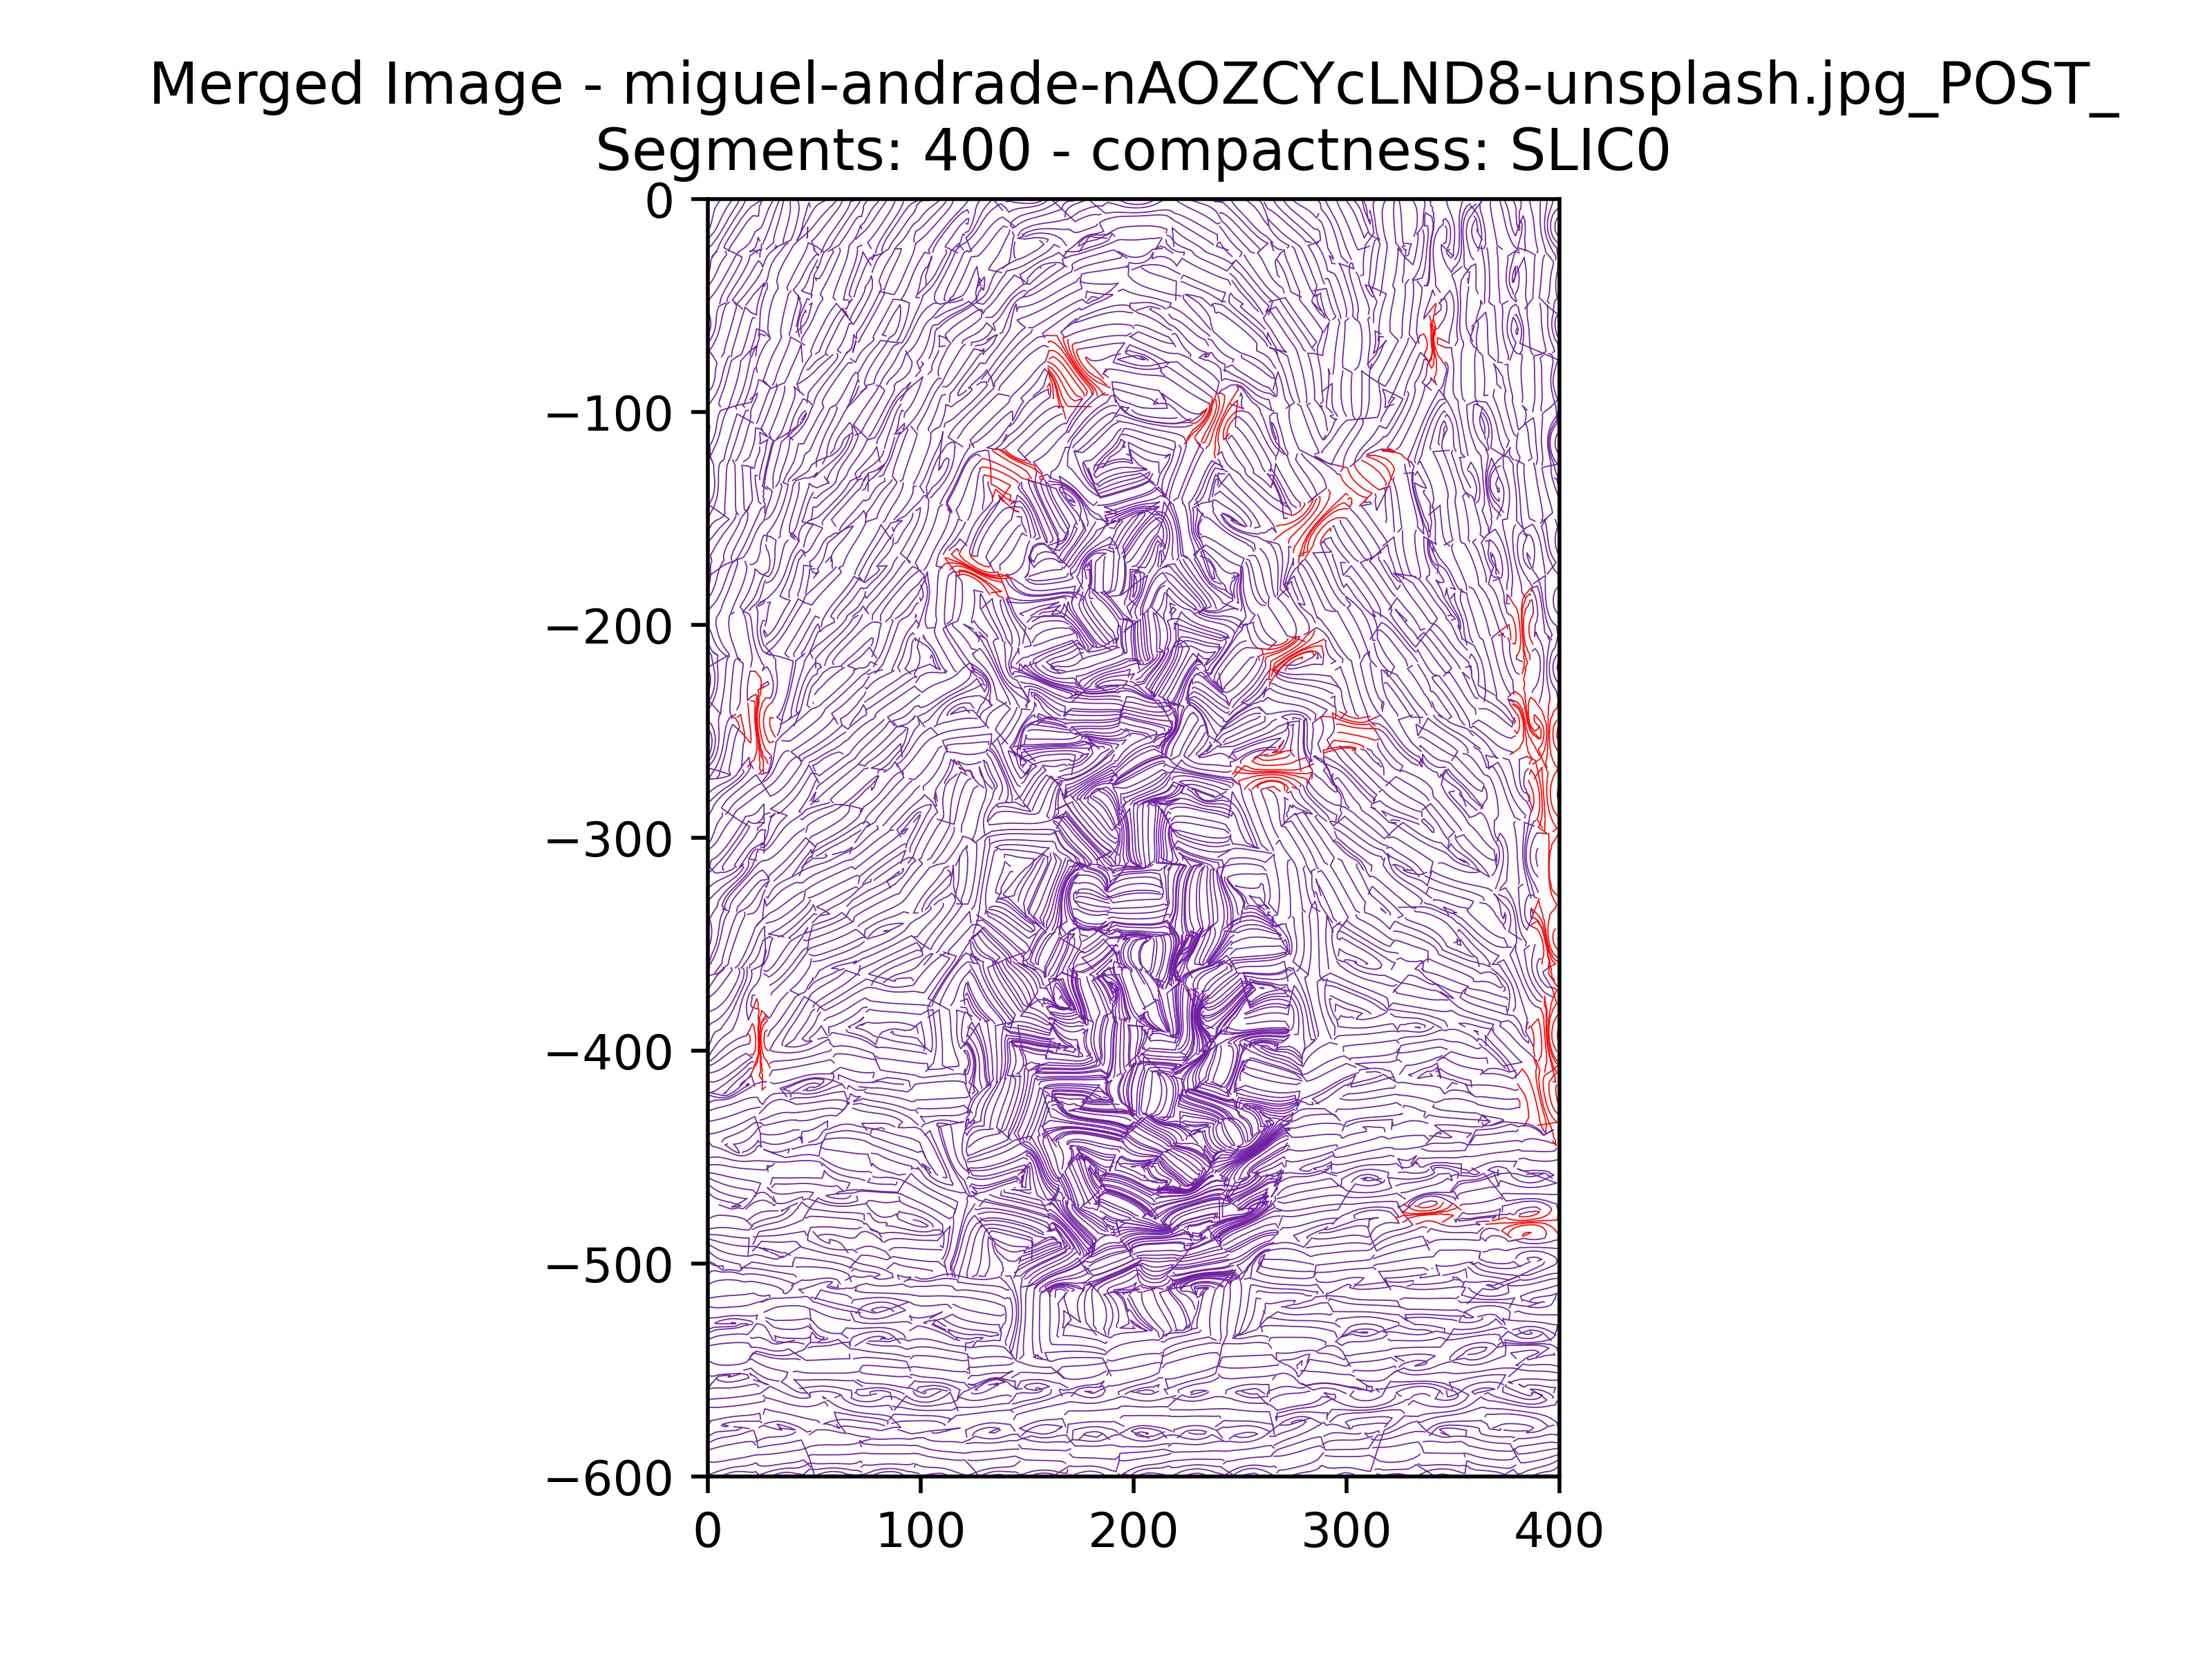 Merged Image - miguel-andrade-nAOZCYcLND8-unsplash.jpg_POST_
Segments: 400 - compactness: SLIC0
0
−100
−200
−300
−400
−500
−600
0 100 200 300 400